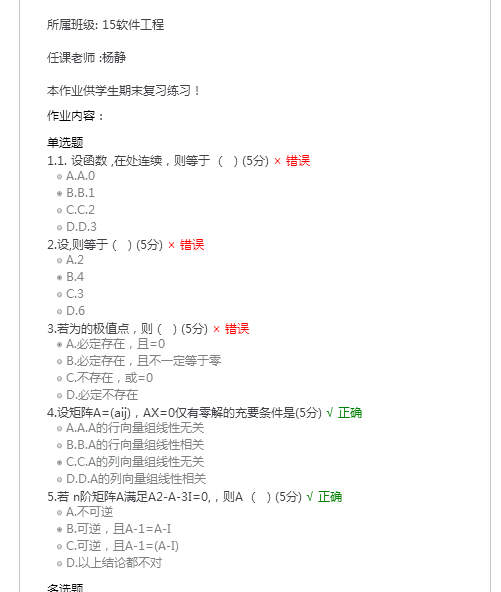 所属班级: 15软件工程
任课老师 :杨静
本作业供学生期末复习练习！
作业内容：
单选题
1.1. 设函数 ,在处连续，则等于 （ ) (5分) × 错误
A.A.0
B.B.1
C.C.2
D.D.3
2.设,则等于 ( ) (5分) × 错误
A.2
B.4
C.3
D.6
3.若为的极值点，则 ( ) (5分) × 错误
A.必定存在，且=0
B.必定存在，且不一定等于零
C.不存在，或=0
D.必定不存在
4.设矩阵A=(aij)，AX=0仅有零解的充要条件是(5分) √ 正确
A.A.A的行向量组线性无关
B.B.A的行向量组线性相关
C.C.A的列向量组线性无关
D.D.A的列向量组线性相关
5.若 n阶矩阵A满足A2-A-3I=0,，则A （ ) (5分) √ 正确
A.不可逆
B.可逆，且A-1=A-I
C.可逆，且A-1=(A-I)
D.以上结论都不对
多选题